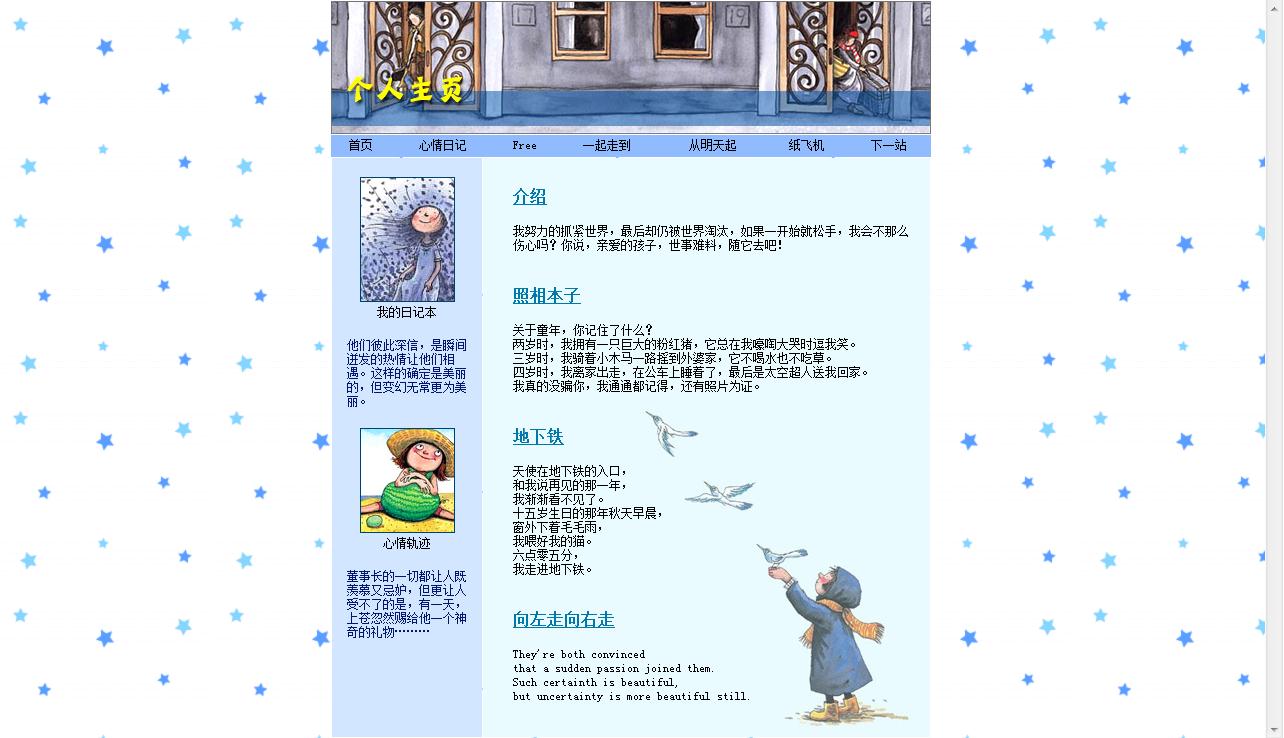 17
19
个人主页
首页 心情日记 Free 一起走到 从明天起 纸飞机 下一站
我的日记本
他们彼此深信，是瞬间
迸发的热情让他们相
遇。这样的确定是美丽
的，但变幻无常更为美
丽。
心情轨迹
董事长的一切都让人既
羡慕又忌妒，但更让人
受不了的是，有一天，
上苍忽然赐给他一个神
奇的礼物………
介绍
我努力的抓紧世界，最后却仍被世界淘汰，如果一开始就松手，我会不那么
伤心吗？你说，亲爱的孩子，世事难料，随它去吧！
照相本子
关于童年，你记住了什么？
两岁时，我拥有一只巨大的粉红猪，它总在我嚎啕大哭时逗我笑。
三岁时，我骑着小木马一路摇到外婆家，它不喝水也不吃草。
四岁时，我离家出走，在公车上睡着了，最后是太空超人送我回家。
我真的没骗你，我通通都记得，还有照片为证。
地下铁
天使在地下铁的入口，
和我说再见的那一年，
我渐渐看不见了。
十五岁生日的那年秋天早晨，
窗外下着毛毛雨，
我喂好我的猫。
六点零五分，
我走进地下铁。
向左走向右走
They're both convinced
that a sudden passion joined them.
Such certainth is beautiful,
but uncertainty is more beautiful still.